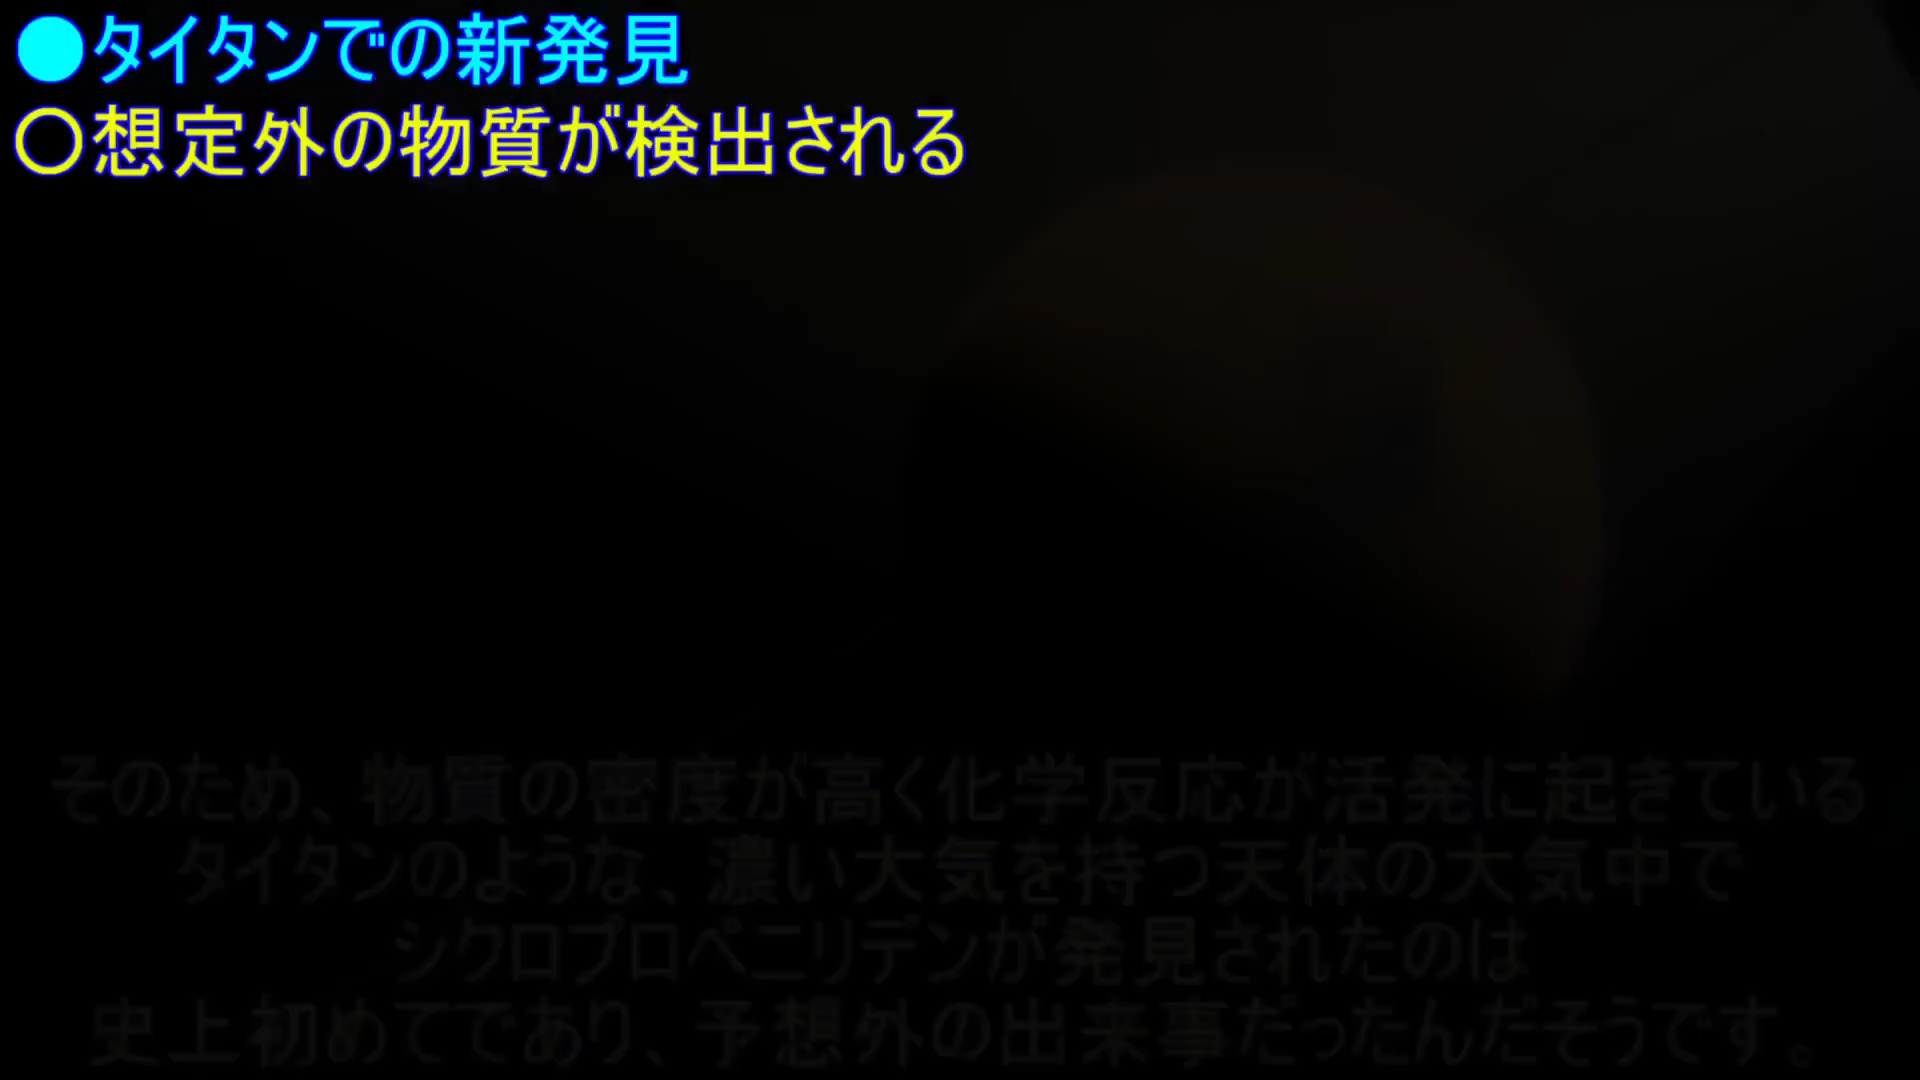 ●タイタンでの新発見
○想定外の物質が検出される
そのため、物質の密度が高く化学反応が活発に起きている
タイタンのような、濃い大気を持つ天体の大気中で
シクロプロペニリデンが発見されたのは
史上初めてであり、予想外の出来事だったんだそうです。